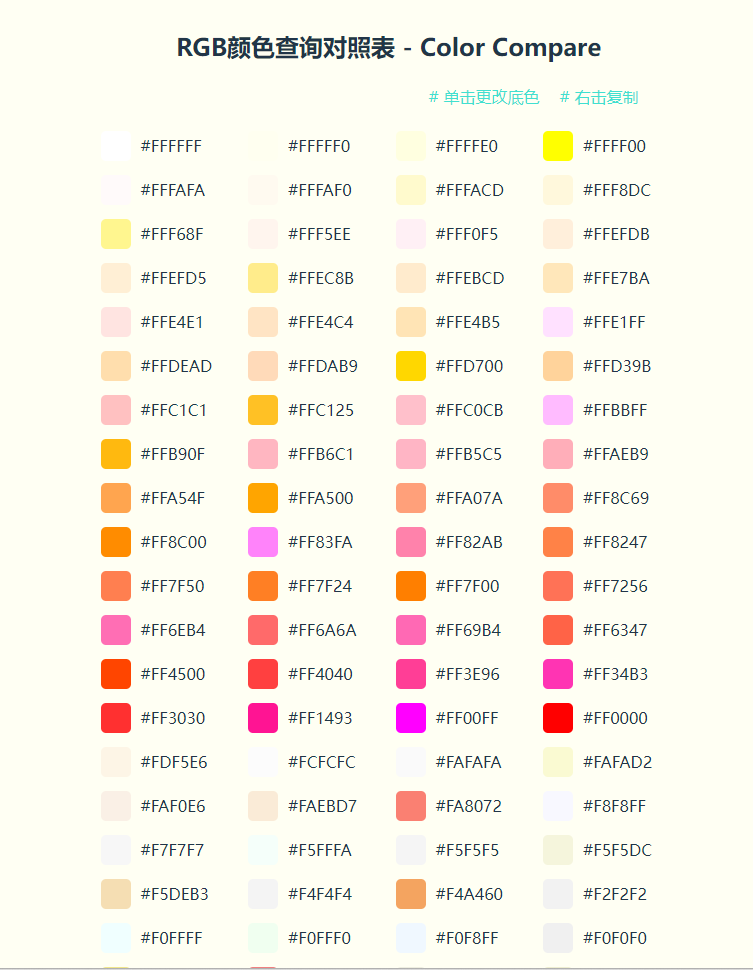 RGB颜色查询对照表 - Color Compare
# 单击更改底色 # 右击复制
#FFFFFF #FFFFF0 #FFFFE0 #FFFF00
#FFFAFA #FFFAF0 #FFFACD #FFF8DC
#FFF68F #FFF5EE #FFF0F5 #FFEFDB
#FFEFD5 #FFEC8B #FFEBCD #FFE7BA
#FFE4E1 #FFE4C4 #FFE4B5 #FFE1FF
#FFDEAD #FFDAB9 #FFD700 #FFD39B
#FFC1C1 #FFC125 #FFC0CB #FFBBFF
#FFB90F #FFB6C1 #FFB5C5 #FFAEB9
#FFA54F #FFA500 #FFA07A #FF8C69
#FF8C00 #FF83FA #FF82AB #FF8247
#FF7F50 #FF7F24 #FF7F00 #FF7256
#FF6EB4 #FF6A6A #FF69B4 #FF6347
#FF4500 #FF4040 #FF3E96 #FF34B3
#FF3030 #FF1493 #FF00FF #FF0000
#FDF5E6 #FCFCFC #FAFAFA #FAFAD2
#FAF0E6 #FAEBD7 #FA8072 #F8F8FF
#F7F7F7 #F5FFFA #F5F5F5 #F5F5DC
#F5DEB3 #F4F4F4 #F4A460 #F2F2F2
#F0FFFF #F0FFF0 #F0F8FF #F0F0F0